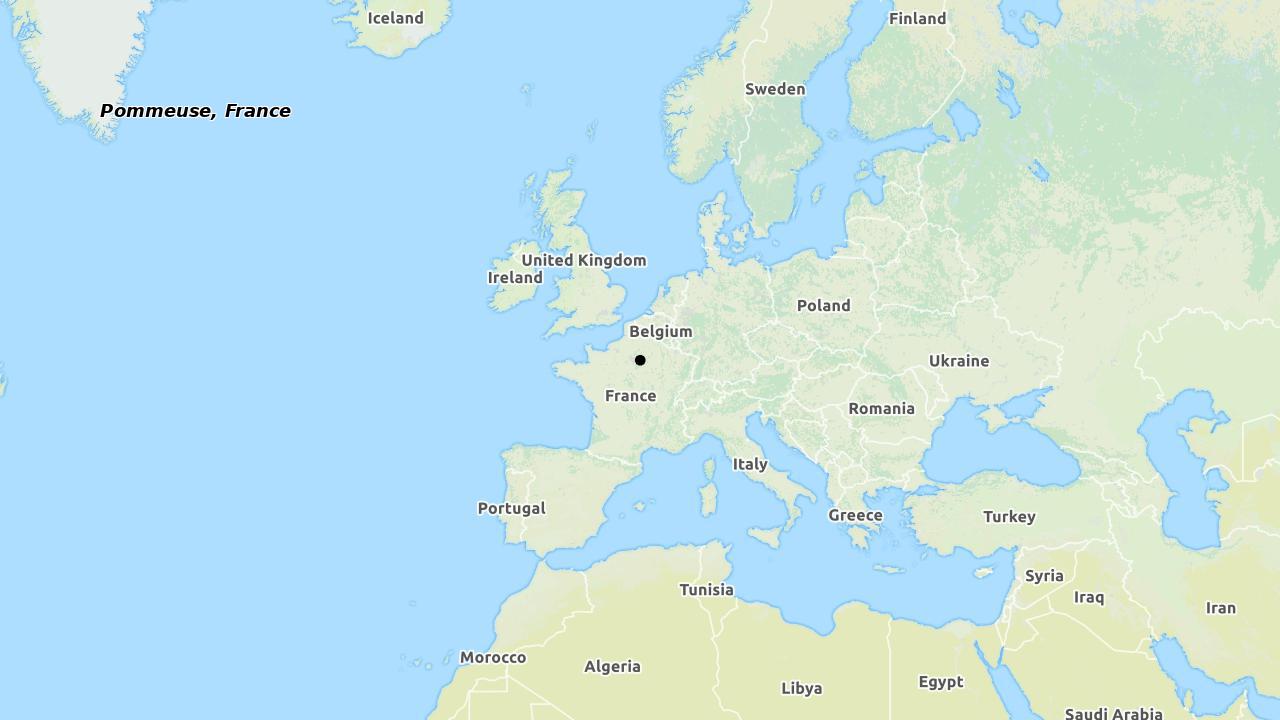 Iceland
Finland
Sweden
Pommeuse, France
United Kingdom
Ireland
Poland
Belgium
Ukraine
France
Romania
Italy
Portugal
Greece
Turkey
Syria
Tunisia
Iraq
Iran
Morocco
Algeria
Libya
Egypt
Saudi Arabia